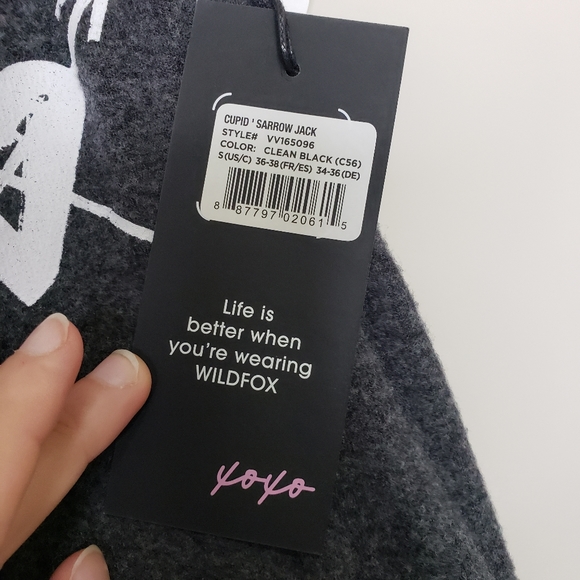 CUPID ' SARROW JACK
STYLE# VV165096
COLOR: CLEAN BLACK (C56)
S(US/C) 36-38(FR/ES) 34-36(DE)
8 87797 02061 5
Life is
better when
you're wearing
WILDFOX
xoxo